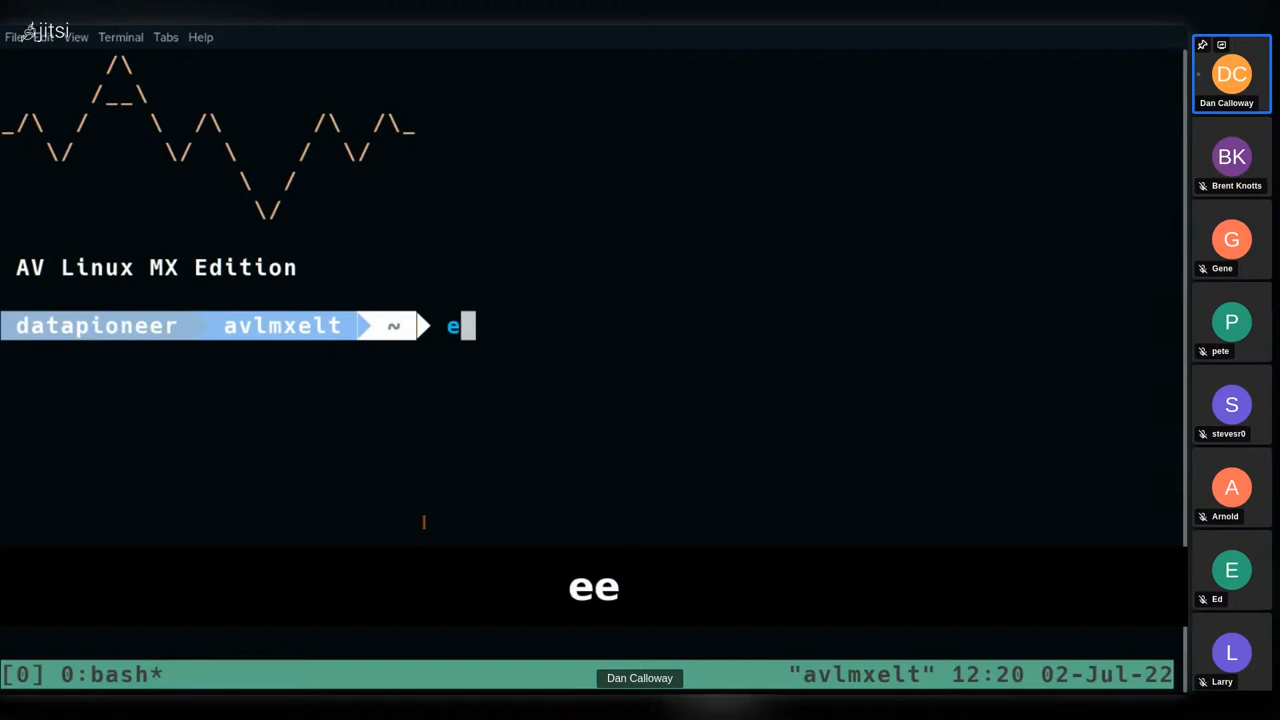 jitsi
File Edit View Terminal Tabs Help
AV Linux MX Edition
datapioneer avlmxelt ~ e
ee
[0] 0:bash* "avlmxelt" 12:20 02-Jul-22
Dan Calloway
DC
Dan Calloway
BK
Brent Knotts
G
Gene
P
pete
S
stevesr0
A
Arnold
E
Ed
L
Larry